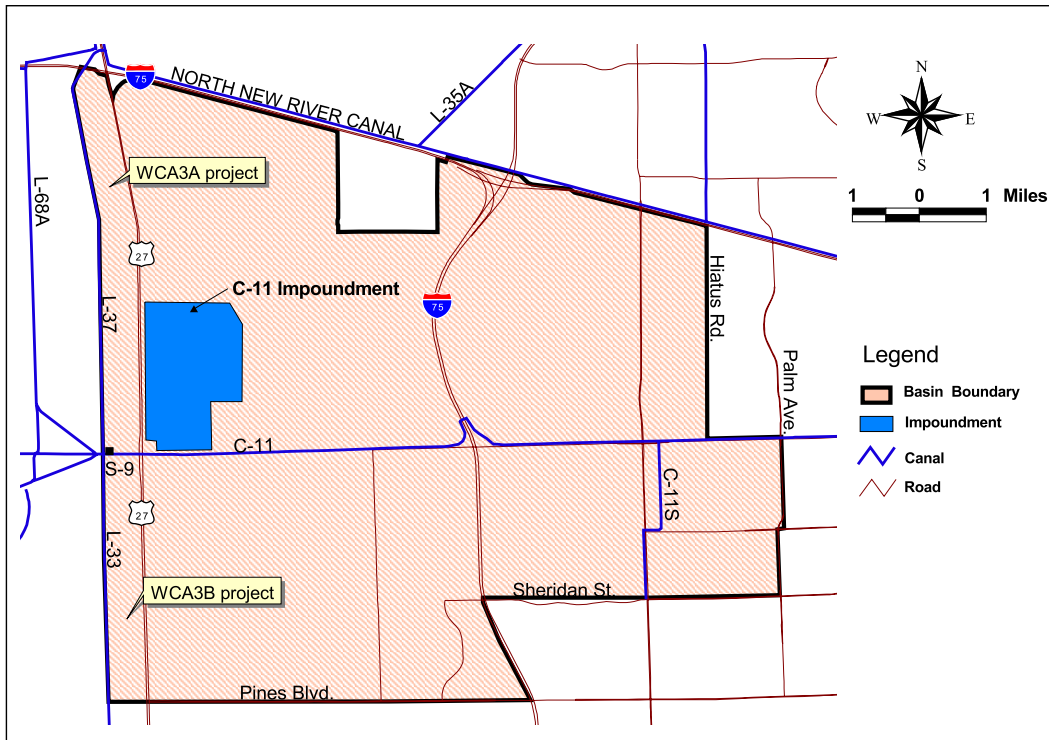 75
NORTH NEW RIVER CANAL
L-35A
N
W E
S
WCA3A project
L-68A
1 0 1 Miles
27
C-11 Impoundment
L-37
75
Hiatus Rd.
Palm Ave.
Legend
Basin Boundary
Impoundment
Canal
Road
C-11
S-9
C-11S
27
L-33
WCA3B project
Sheridan St.
Pines Blvd.